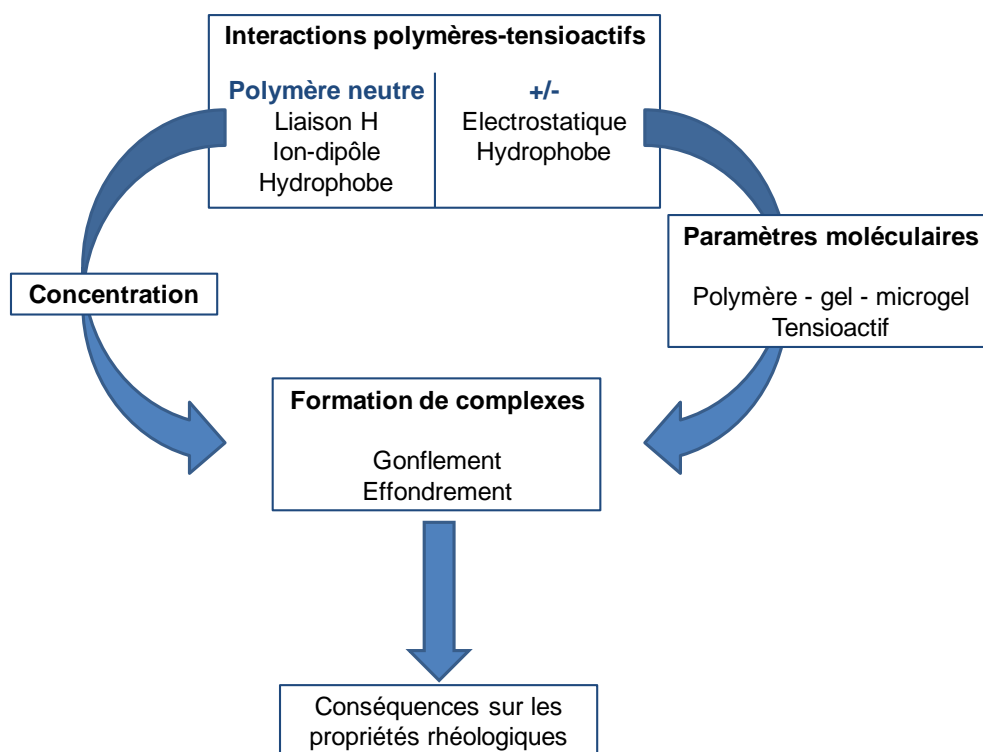 Interactions polymères-tensioactifs
Polymère neutre
Liaison H
Ion-dipôle
Hydrophobe
+/-
Electrostatique
Hydrophobe
Paramètres moléculaires
Polymère - gel - microgel
Tensioactif
Concentration
Formation de complexes
Gonflement
Effondrement
Conséquences sur les
propriétés rhéologiques